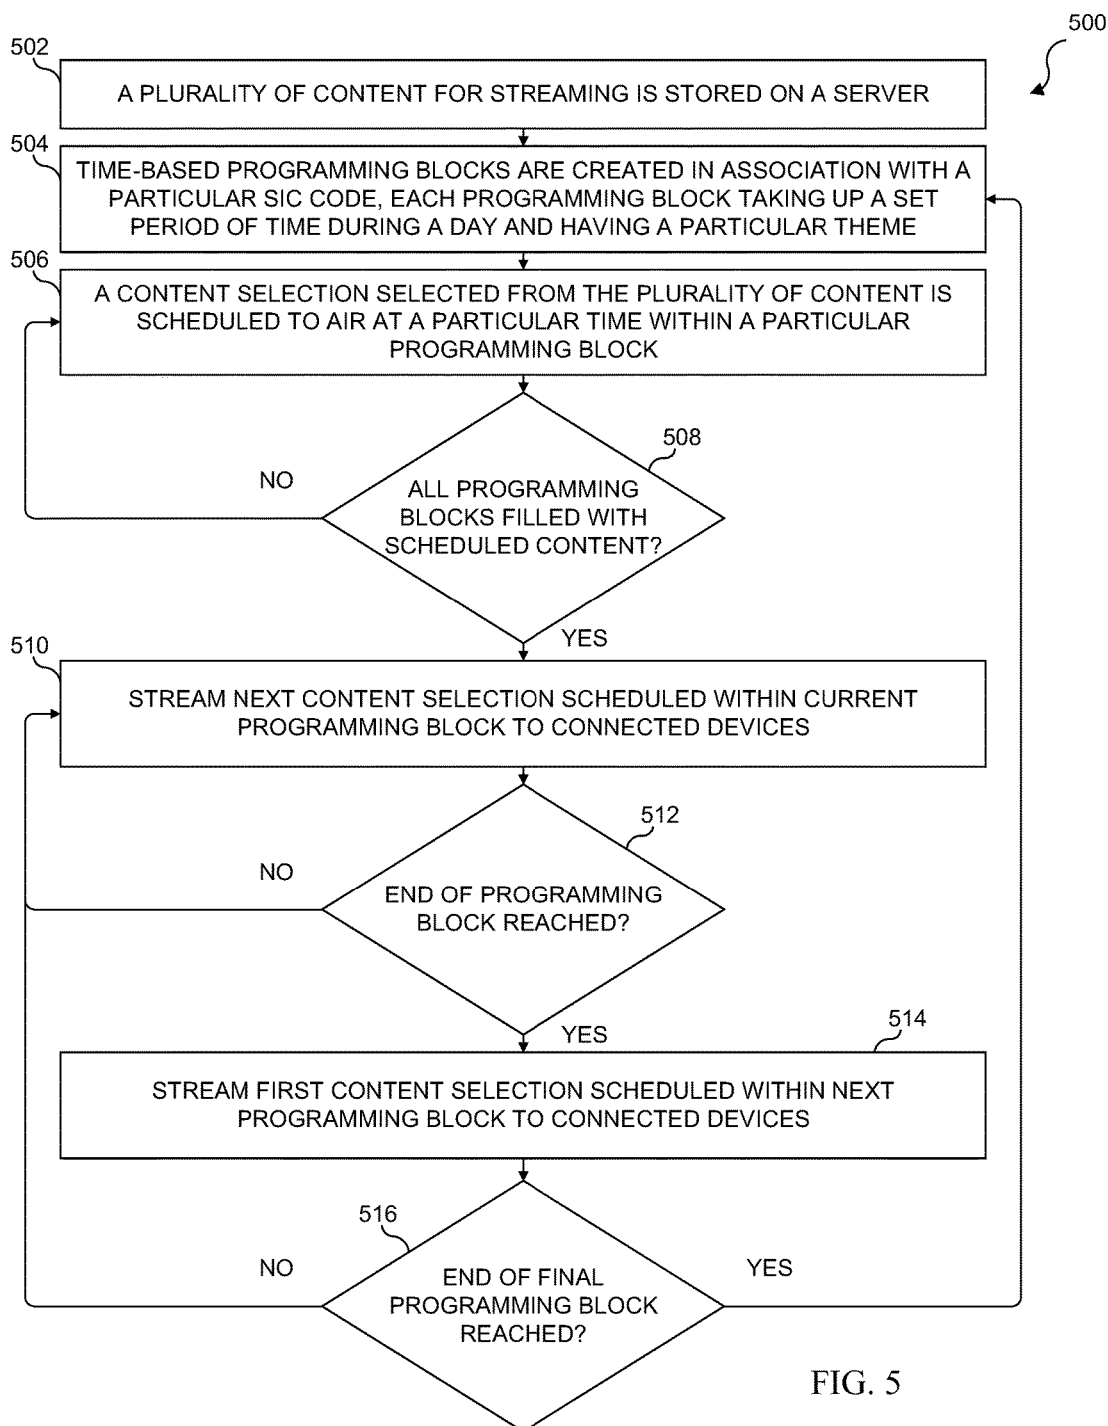 500
502
A PLURALITY OF CONTENT FOR STREAMING IS STORED ON A SERVER
504
TIME-BASED PROGRAMMING BLOCKS ARE CREATED IN ASSOCIATION WITH A
PARTICULAR SIC CODE, EACH PROGRAMMING BLOCK TAKING UP A SET
PERIOD OF TIME DURING A DAY AND HAVING A PARTICULAR THEME
506
A CONTENT SELECTION SELECTED FROM THE PLURALITY OF CONTENT IS
SCHEDULED TO AIR AT A PARTICULAR TIME WITHIN A PARTICULAR
PROGRAMMING BLOCK
508
NO
ALL PROGRAMMING
BLOCKS FILLED WITH
SCHEDULED CONTENT?
YES
510
STREAM NEXT CONTENT SELECTION SCHEDULED WITHIN CURRENT
PROGRAMMING BLOCK TO CONNECTED DEVICES
512
NO
END OF PROGRAMMING
BLOCK REACHED?
YES
514
STREAM FIRST CONTENT SELECTION SCHEDULED WITHIN NEXT
PROGRAMMING BLOCK TO CONNECTED DEVICES
516
NO
YES
END OF FINAL
PROGRAMMING BLOCK
REACHED?
FIG. 5